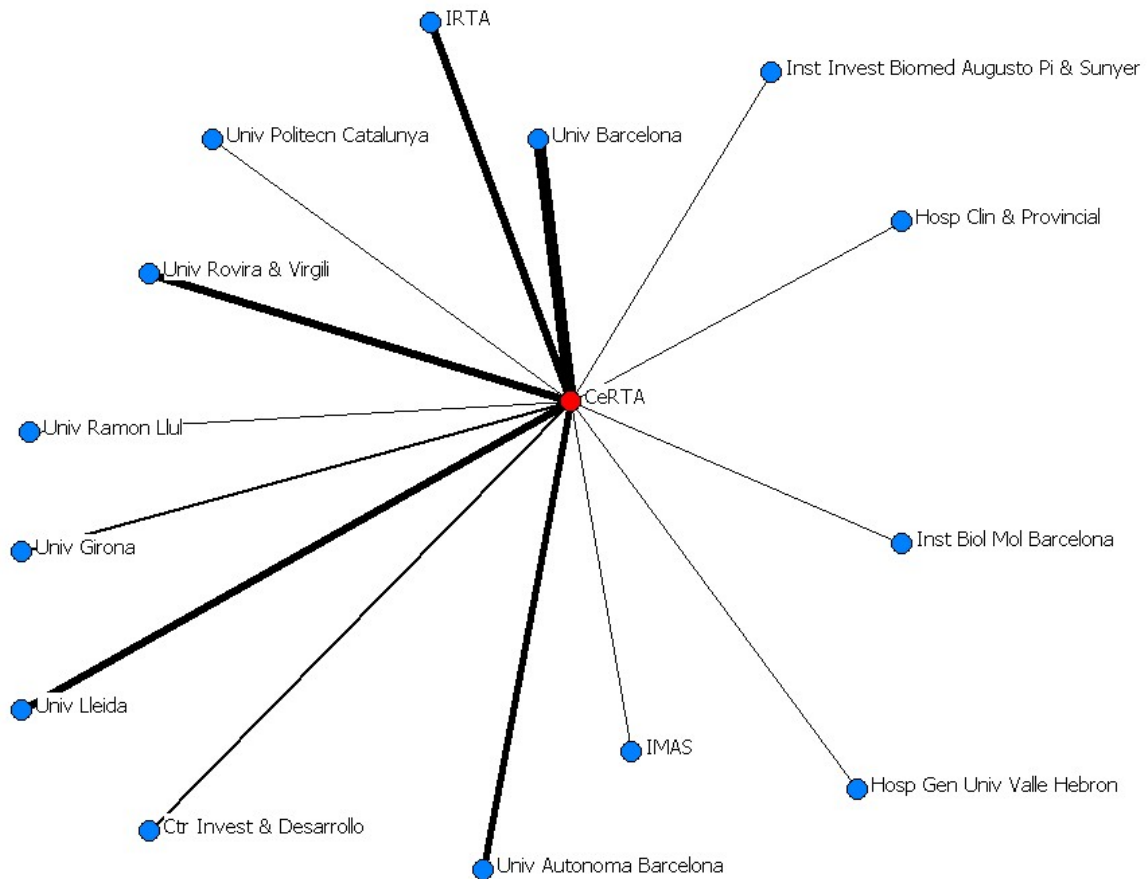 IRTA
Inst Invest Biomed Augusto Pi & Sunyer
Univ Politecn Catalunya
Univ Barcelona
Hosp Clin & Provincial
Univ Rovira & Virgili
CeRTA
Univ Ramon Llul
Univ Girona
Inst Biol Mol Barcelona
Univ Lleida
IMAS
Hosp Gen Univ Valle Hebron
Ctr Invest & Desarrollo
Univ Autonoma Barcelona